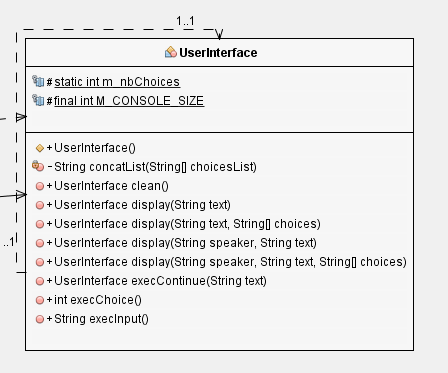 1..1
UserInterface
# static int m_nbChoices
# final int M_CONSOLE_SIZE
+ UserInterface()
- String concatList(String[] choicesList)
+ UserInterface clean()
+ UserInterface display(String text)
+ UserInterface display(String text, String[] choices)
+ UserInterface display(String speaker, String text)
..1
+ UserInterface display(String speaker, String text, String[] choices)
+ UserInterface execContinue(String text)
+ int execChoice()
+ String execInput()